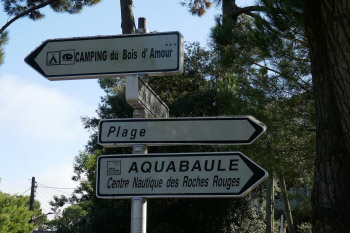 CAMPING du Bois d'Amour
***
Plage
AQUABAULE
Centre Nautique des Roches Rouges